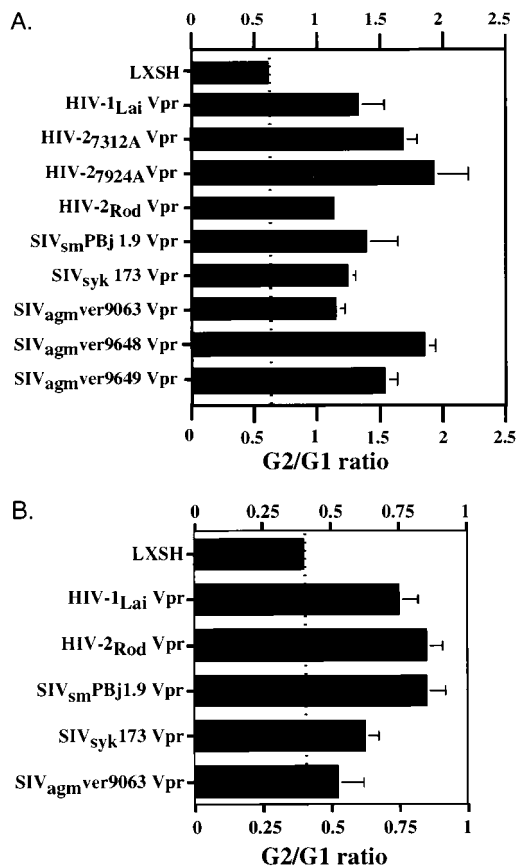 A.
0 0.5 1 1.5 2 2.5
LXSH
HIV-1Lai Vpr
HIV-27312A Vpr
HIV-27924A Vpr
HIV-2Rod Vpr
SIVsmPBj 1.9 Vpr
SIVsyk 173 Vpr
SIVagmver9063 Vpr
SIVagmver9648 Vpr
SIVagmver9649 Vpr
0 0.5 1 1.5 2 2.5
G2/G1 ratio
B.
0 0.25 0.5 0.75 1
LXSH
HIV-1Lai Vpr
HIV-2Rod Vpr
SIVsmPBj1.9 Vpr
SIVsyk173 Vpr
SIVagmver9063 Vpr
0 0.25 0.5 0.75 1
G2/G1 ratio